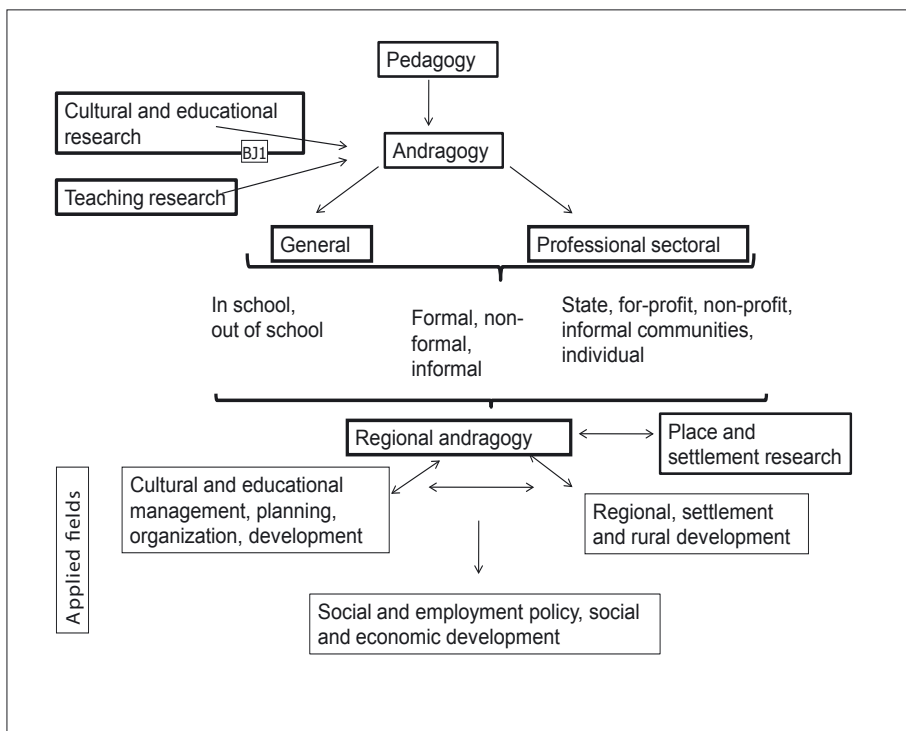 Pedagogy
Cultural and educational
research
BJ1
Andragogy
Teaching research
General
Professional sectoral
In school,
out of school
Formal, non-
formal,
informal
State, for-profit, non-profit,
informal communities,
individual
Regional andragogy
Place and
settlement research
Applied fields
Cultural and educational
management, planning,
organization, development
Regional, settlement
and rural development
Social and employment policy, social
and economic development